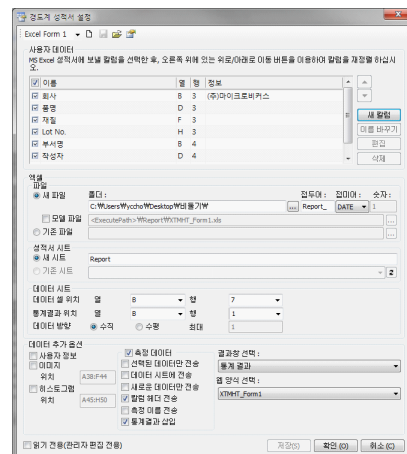 경도계 성적서 설정
Excel Form 1
사용자 데이터
MS Excel 성적서에 보낼 칼럼을 선택한 후, 오른쪽 위에 있는 위로/아래로 이동 버튼을 이용하여 칼럼을 재정렬 하십시오.
이름 열 행 정보
회사 B 3 (주)마이크로비커스
품명 D 3
재질 F 3
Lot No. H 3
부서명 B 4
작성자 D 4
새 칼럼
이름 바꾸기
편집
삭제
엑셀
파일
새 파일 폴더 : 접두어 : 접미어 : 숫자 :
C:₩Users₩yccho₩Desktop₩비틀기₩ ... Report_ DATE 1
모델 파일 <ExecutePath>₩Report₩XTMHT_Form1.xls ...
기존 파일 ...
성적서 시트
새 시트 Report
기존 시트
데이터 시트
데이터 셀 위치 열 B 행 7
통계결과 위치 열 B 행 1
데이터 방향 수직 수평 최대 1
데이터 추가 옵션
사용자 정보
이미지
위치 A38:F44
히스토그램
위치 A45:H50
측정 데이터
선택된 데이터만 전송
데이터 시트에 전송
새로운 데이터만 전송
칼럼 헤더 전송
측정 이름 전송
통계결과 삽입
결과창 선택 :
통계 결과
웹 양식 선택 :
XTMHT_Form1
읽기 전용(관리자 편집 전용)
저장(S) 확인 (O) 취소 (C)